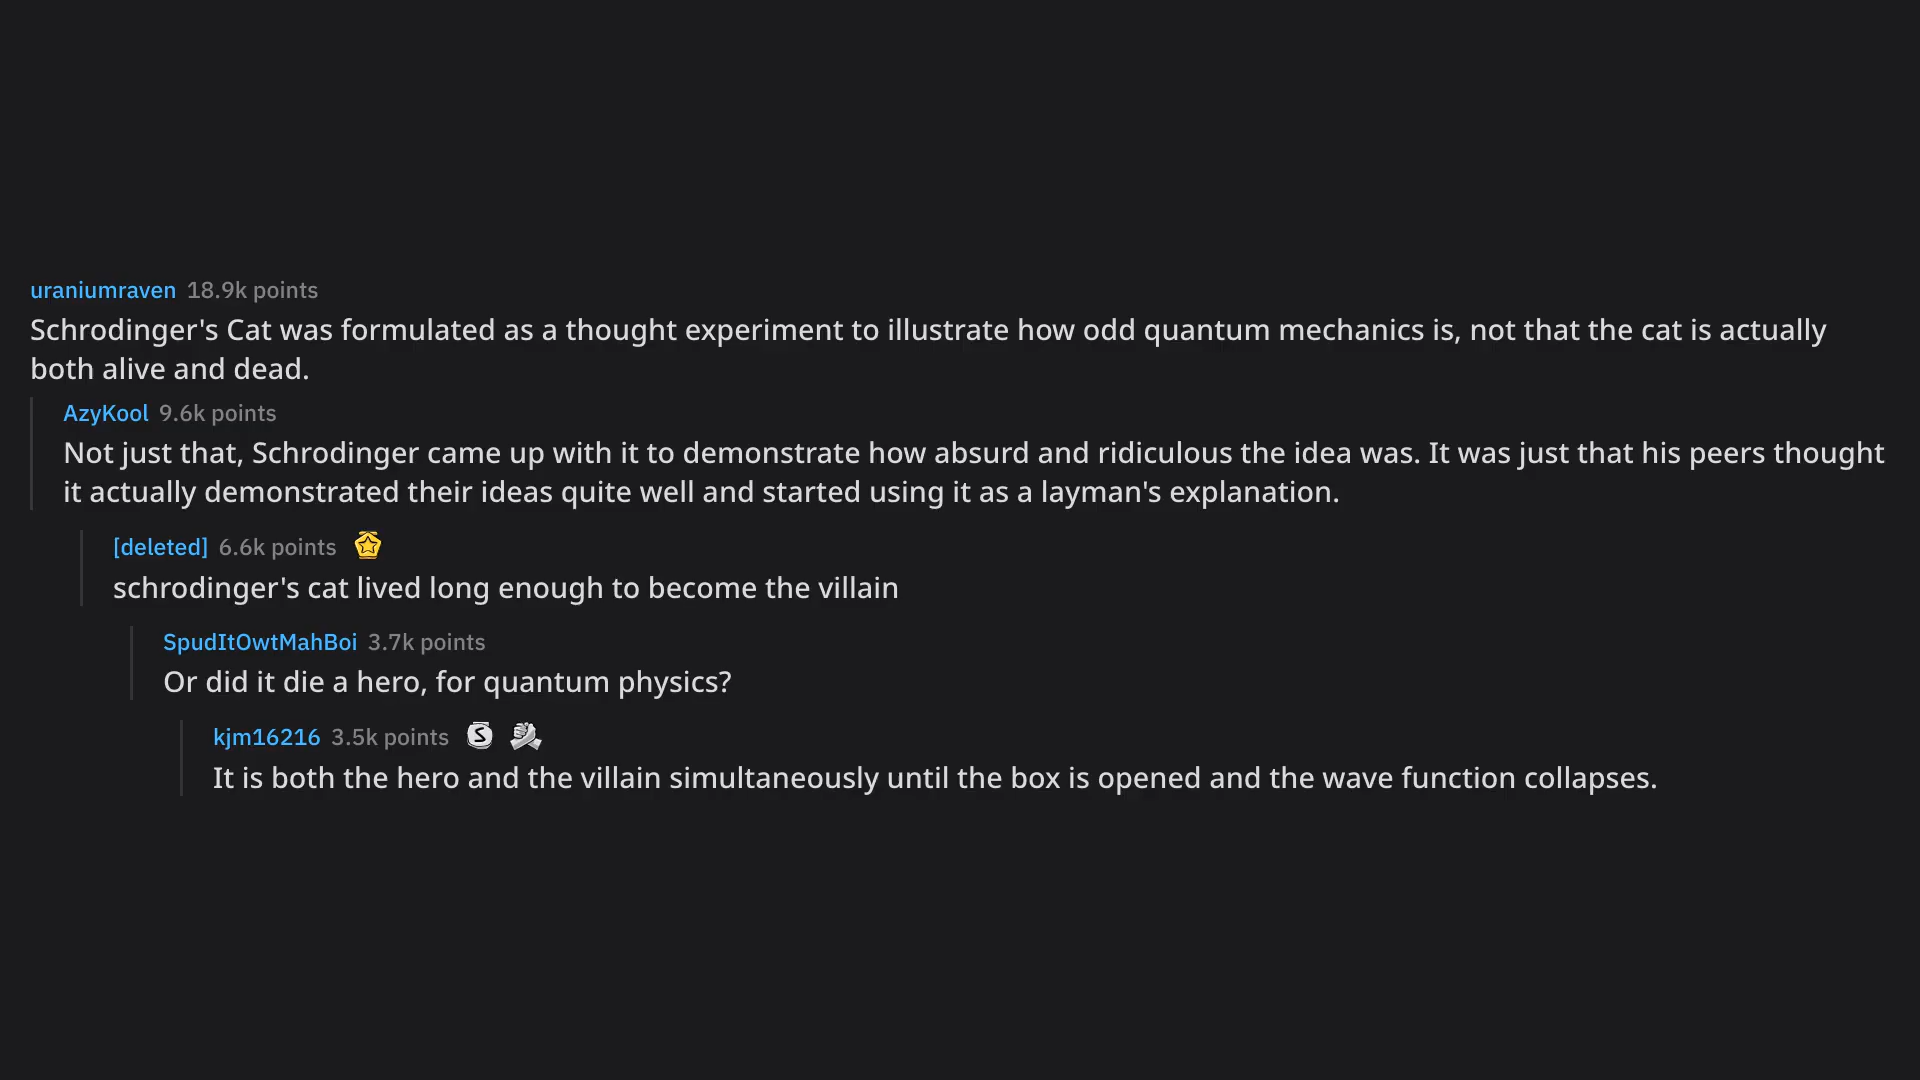 uraniumraven 18.9k points
Schrodinger's Cat was formulated as a thought experiment to illustrate how odd quantum mechanics is, not that the cat is actually
both alive and dead.
AzyKool 9.6k points
Not just that, Schrodinger came up with it to demonstrate how absurd and ridiculous the idea was. It was just that his peers thought
it actually demonstrated their ideas quite well and started using it as a layman's explanation.
[deleted] 6.6k points
schrodinger's cat lived long enough to become the villain
SpudItOwtMahBoi 3.7k points
Or did it die a hero, for quantum physics?
kjm16216 3.5k points S
It is both the hero and the villain simultaneously until the box is opened and the wave function collapses.